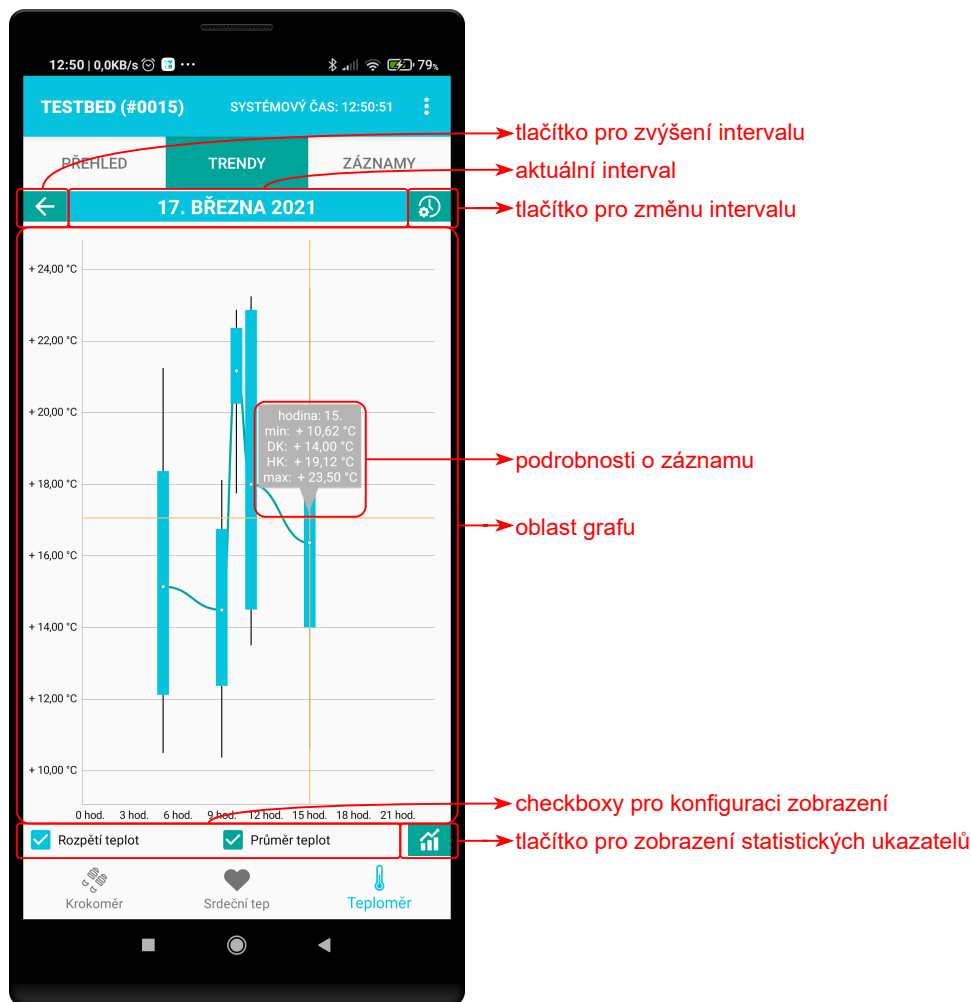 12:50 | 0,0KB/s ... 79%
TESTBED (#0015) SYSTÉMOVÝ ČAS: 12:50:51
PŘEHLED TRENDY ZÁZNAMY
17. BŘEZNA 2021
+ 24,00 °C
+ 22,00 °C
+ 20,00 °C
+ 18,00 °C
+ 16,00 °C
+ 14,00 °C
+ 12,00 °C
+ 10,00 °C
hodina: 15.
min: + 10,62 °C
DK: + 14,00 °C
HK: + 19,12 °C
max: + 23,50 °C
0 hod. 3 hod. 6 hod. 9 hod. 12 hod. 15 hod. 18 hod. 21 hod.
Rozpětí teplot Průměr teplot
Krokoměr Srdeční tep Teploměr
tlačítko pro zvýšení intervalu
aktuální interval
tlačítko pro změnu intervalu
podrobnosti o záznamu
oblast grafu
checkboxy pro konfiguraci zobrazení
tlačítko pro zobrazení statistických ukazatelů